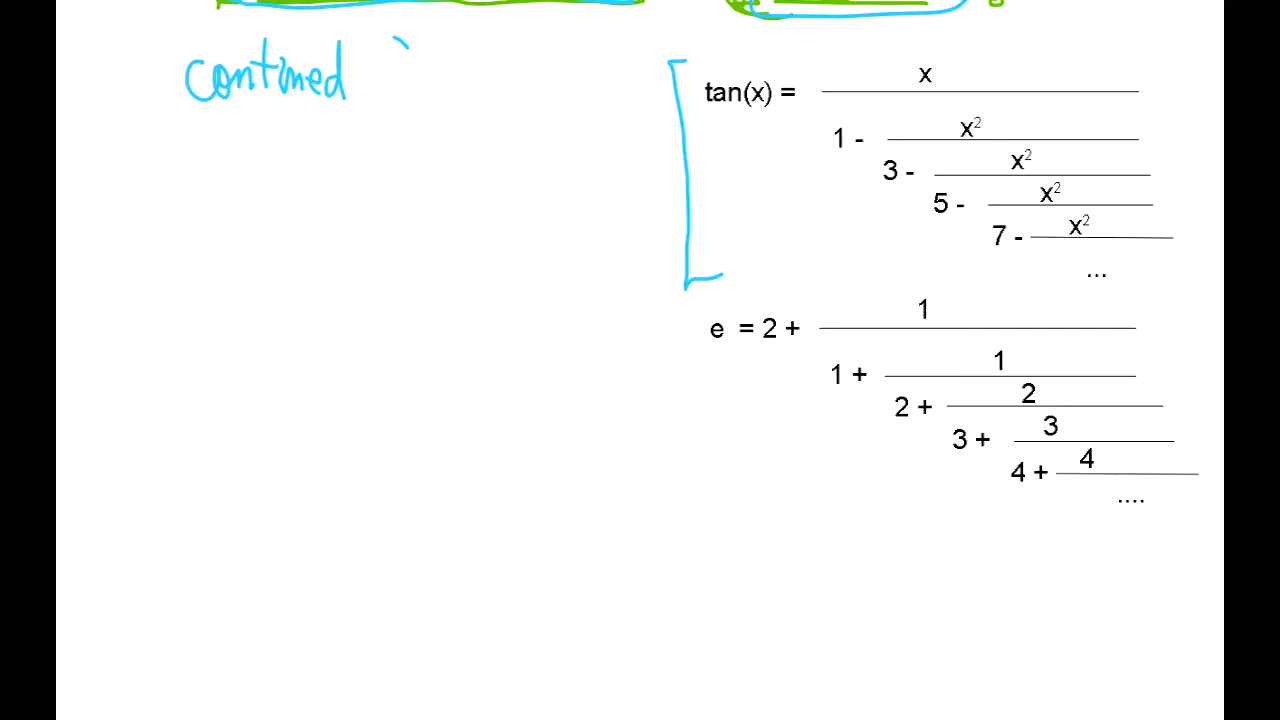 contined
tan(x) = x
1 - x²
3 - x²
5 - x²
7 - x²
...
e = 2 + 1
1 + 1
2 + 2
3 + 3
4 + 4
....